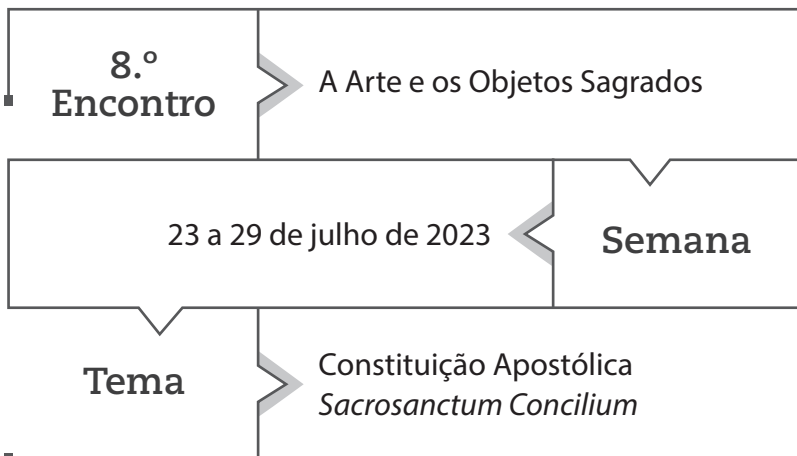 8.º
Encontro
A Arte e os Objetos Sagrados
23 a 29 de julho de 2023
Semana
Tema
Constituição Apostólica
Sacrosanctum Concilium